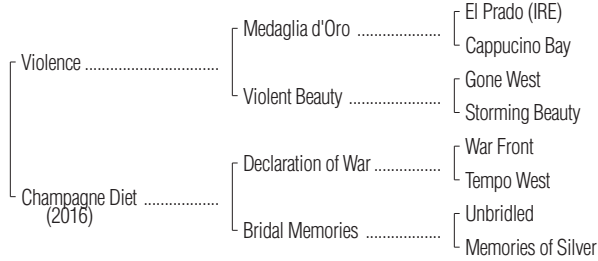 El Prado (IRE)
Medaglia d'Oro ....................
Cappucino Bay
Violence ................................
Gone West
Violent Beauty ......................
Storming Beauty
War Front
Declaration of War ................
Tempo West
Champagne Diet ..................
(2016)
Unbridled
Bridal Memories ..................
Memories of Silver